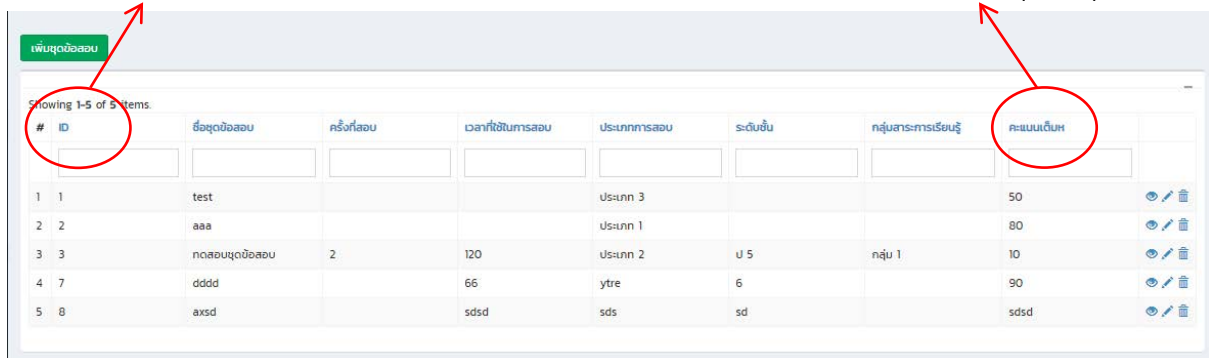 เพิ่มชุดข้อสอบ
Showing 1-5 of 5 items.
# ID ชื่อชุดข้อสอบ ครั้งที่สอบ เวลาที่ใช้ในการสอบ ประเภทการสอบ ระดับชั้น กลุ่มสาระการเรียนรู้ คะแนนเต็มห
1 1 test ประเภท 3 50
2 2 aaa ประเภท 1 80
3 3 ทดสอบชุดข้อสอบ 2 120 ประเภท 2 ป 5 กลุ่ม 1 10
4 7 dddd 66 ytre 6 90
5 8 axsd sdsd sds sd sdsd